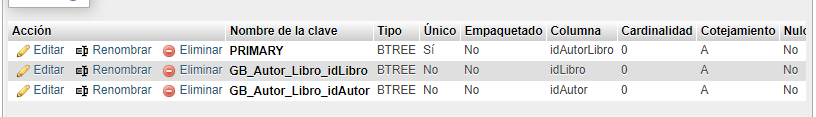 Acción Nombre de la clave Tipo Único Empaquetado Columna Cardinalidad Cotejamiento Nulo
Editar Renombrar Eliminar PRIMARY BTREE Sí No idAutorLibro 0 A No
Editar Renombrar Eliminar GB_Autor_Libro_idLibro BTREE No No idLibro 0 A No
Editar Renombrar Eliminar GB_Autor_Libro_idAutor BTREE No No idAutor 0 A No